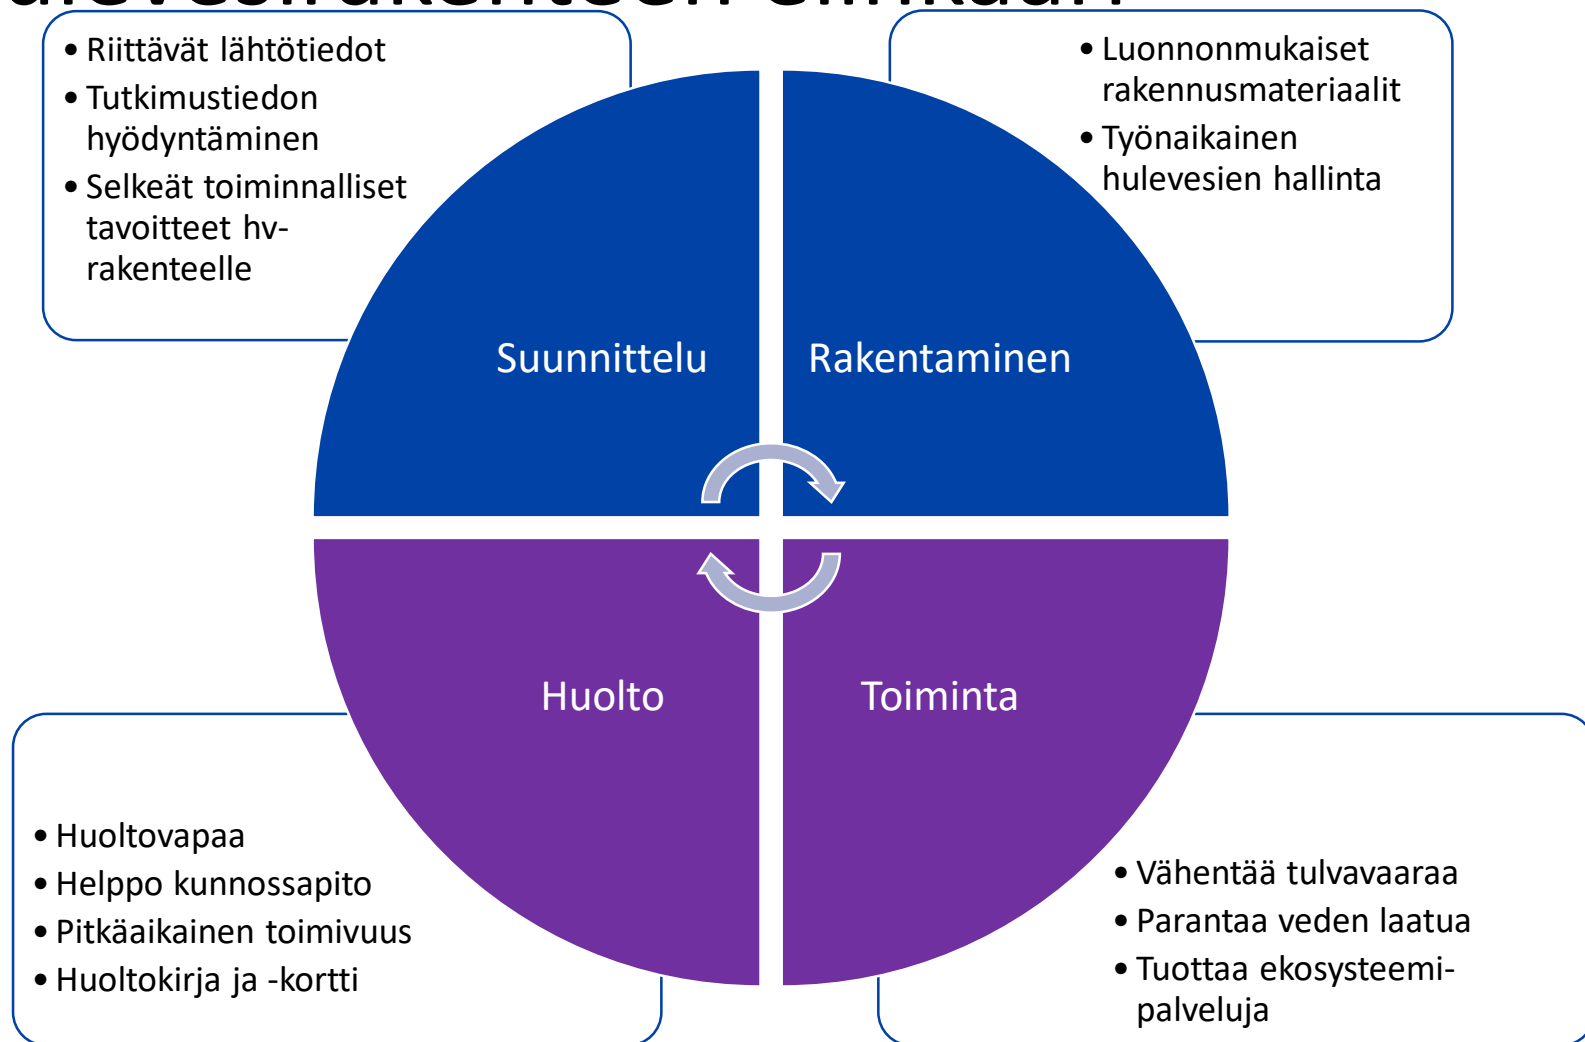 • Riittävät lähtötiedot
• Tutkimustiedon
hyödyntäminen
• Selkeät toiminnalliset
tavoitteet hv-
rakenteelle
• Luonnonmukaiset
rakennusmateriaalit
• Työnaikainen
hulevesien hallinta
Suunnittelu
Rakentaminen
Huolto
Toiminta
• Huoltovapaa
• Helppo kunnossapito
• Pitkäaikainen toimivuus
• Huoltokirja ja -kortti
• Vähentää tulvavaaraa
• Parantaa veden laatua
• Tuottaa ekosysteemi-
palveluja